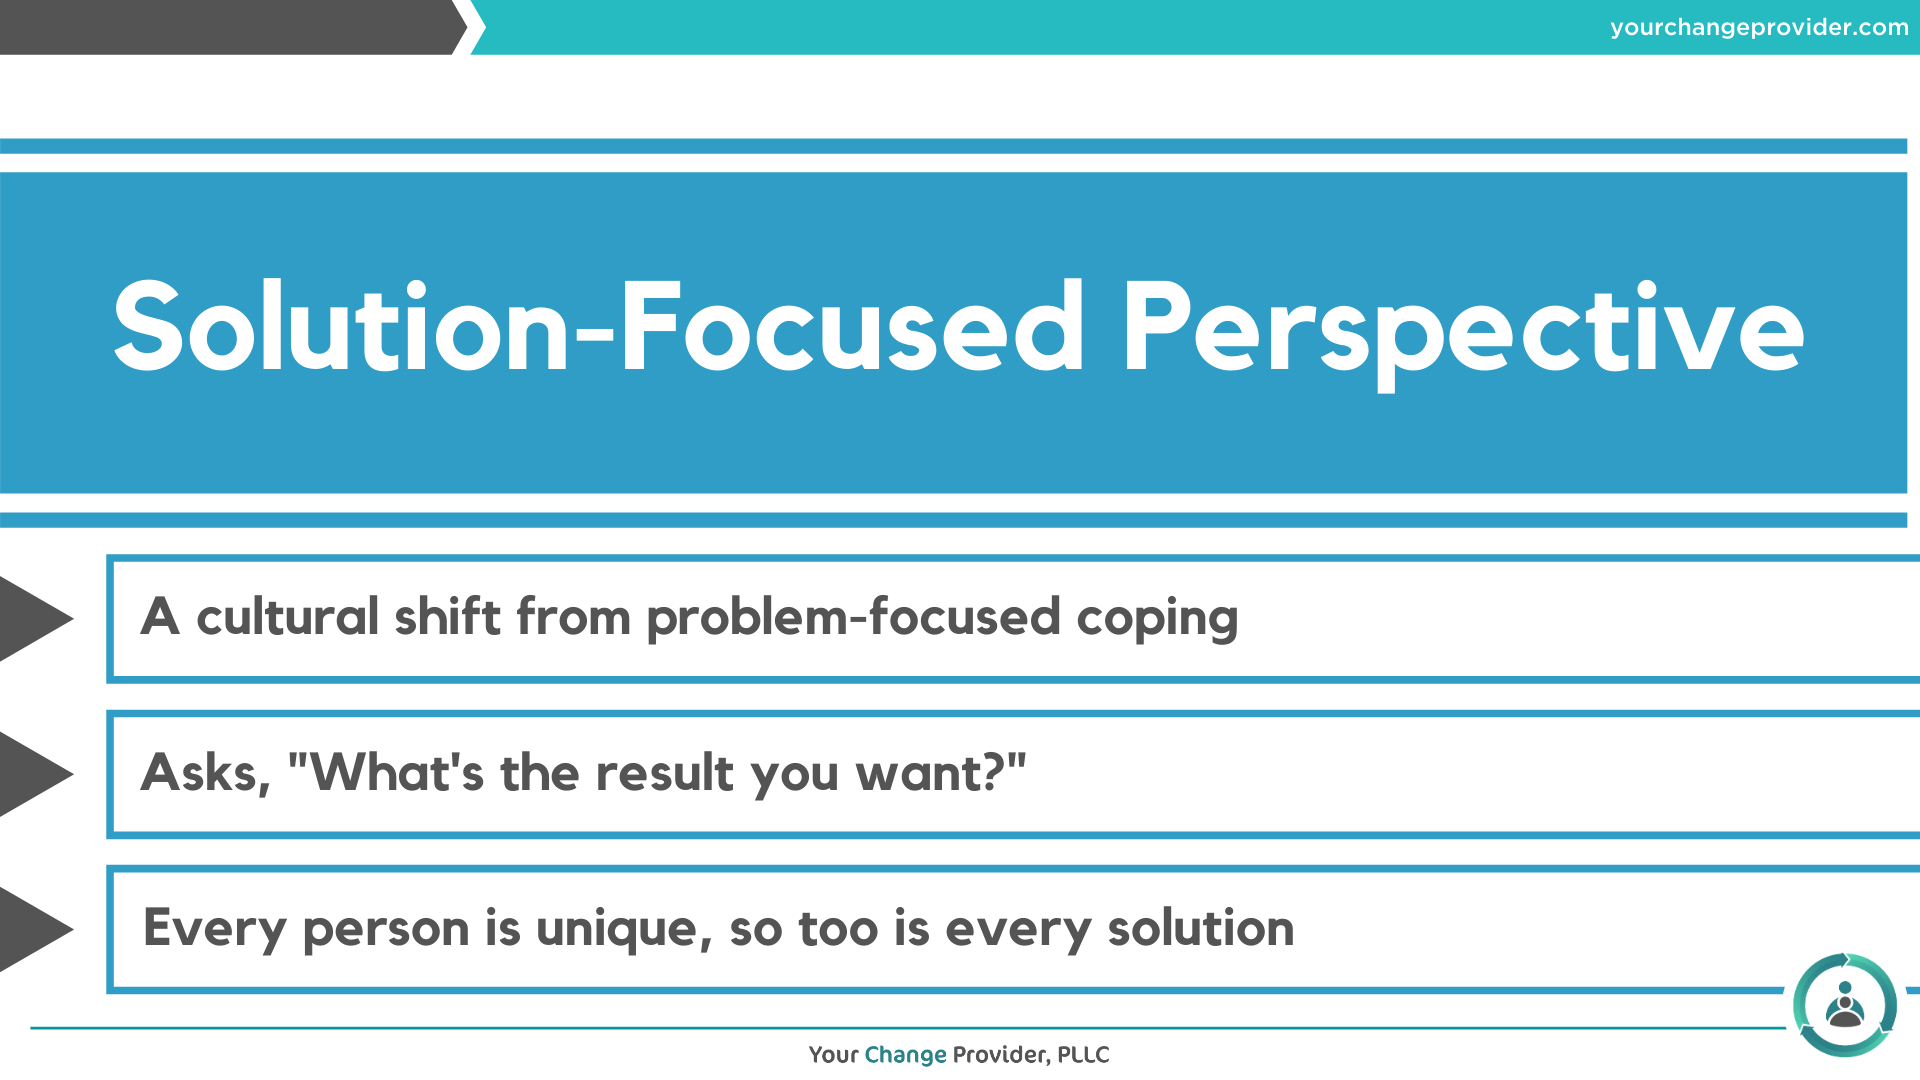 yourchangeprovider.com
Solution-Focused Perspective
A cultural shift from problem-focused coping
Asks, "What's the result you want?"
Every person is unique, so too is every solution
Your Change Provider, PLLC